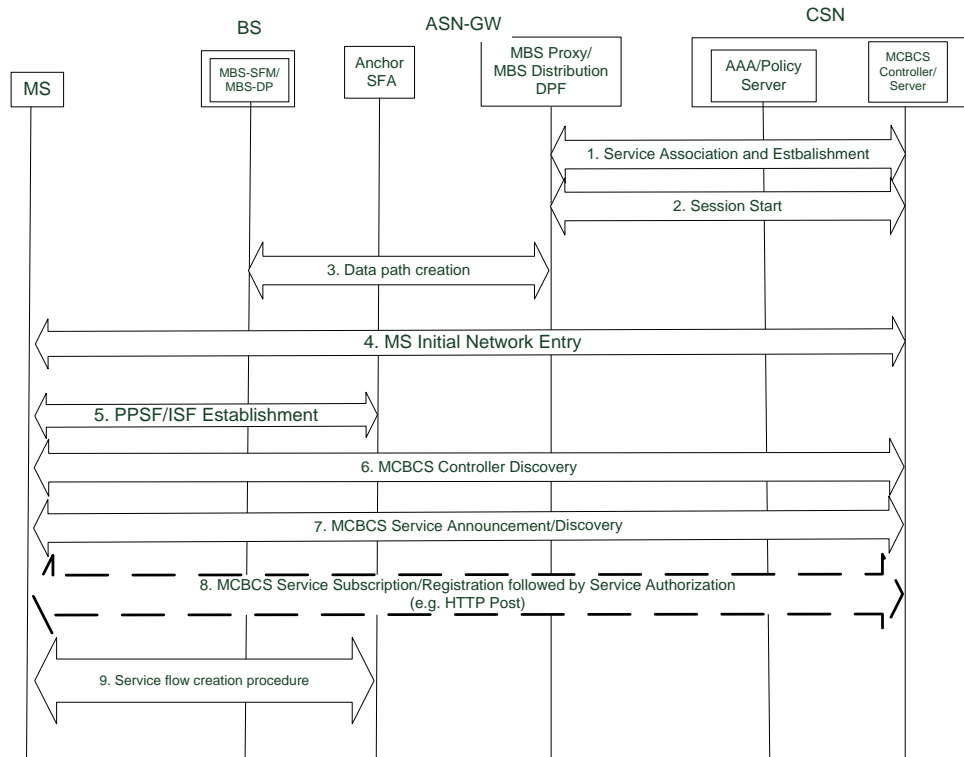 CSN
BS
ASN-GW
MS
MBS-SFM/
MBS-DP
Anchor
SFA
MBS Proxy/
MBS Distribution
DPF
AAA/Policy
Server
MCBCS
Controller/
Server
1. Service Association and Estbalishment
2. Session Start
3. Data path creation
4. MS Initial Network Entry
5. PPSF/ISF Establishment
6. MCBCS Controller Discovery
7. MCBCS Service Announcement/Discovery
8. MCBCS Service Subscription/Registration followed by Service Authorization
(e.g. HTTP Post)
9. Service flow creation procedure